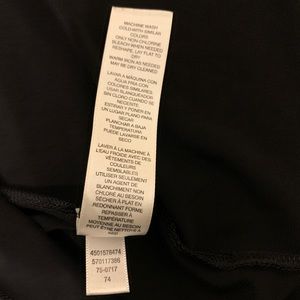 MACHINE WASH
COLD WITH SIMILAR
COLORS
ONLY NON-CHLORINE
BLEACH WHEN NEEDED
RESHAPE, LAY FLAT TO
DRY
WARM IRON AS NEEDED
MAY BE DRY CLEANED
LAVAR A MÁQUINA CON
AGUA FRÍA CON
COLORES SIMILARES
USAR BLANQUEADOR
SIN CLORO CUANDO SE
NECESITE
ESTIRAR Y PONER EN
UN LUGAR PLANO PARA
SECAR
PLANCHAR A BAJA
TEMPERATURA
PUEDE LAVARSE EN
SECO
LAVER À LA MACHINE À
L'EAU FROIDE AVEC DES
VÊTEMENTS DE
COULEURS
SEMBLABLES
UTILISER SEULEMENT
UN AGENT DE
BLANCHIMENT NON
CHLORÉ AU BESOIN
SÉCHER À PLAT EN
REDONNANT FORME
REPASSER À
TEMPÉRATURE
MOYENNE AU BESOIN
PEUT ÊTRE NETTOYÉ À
SEC
4501578474
570117386
75-0717
74